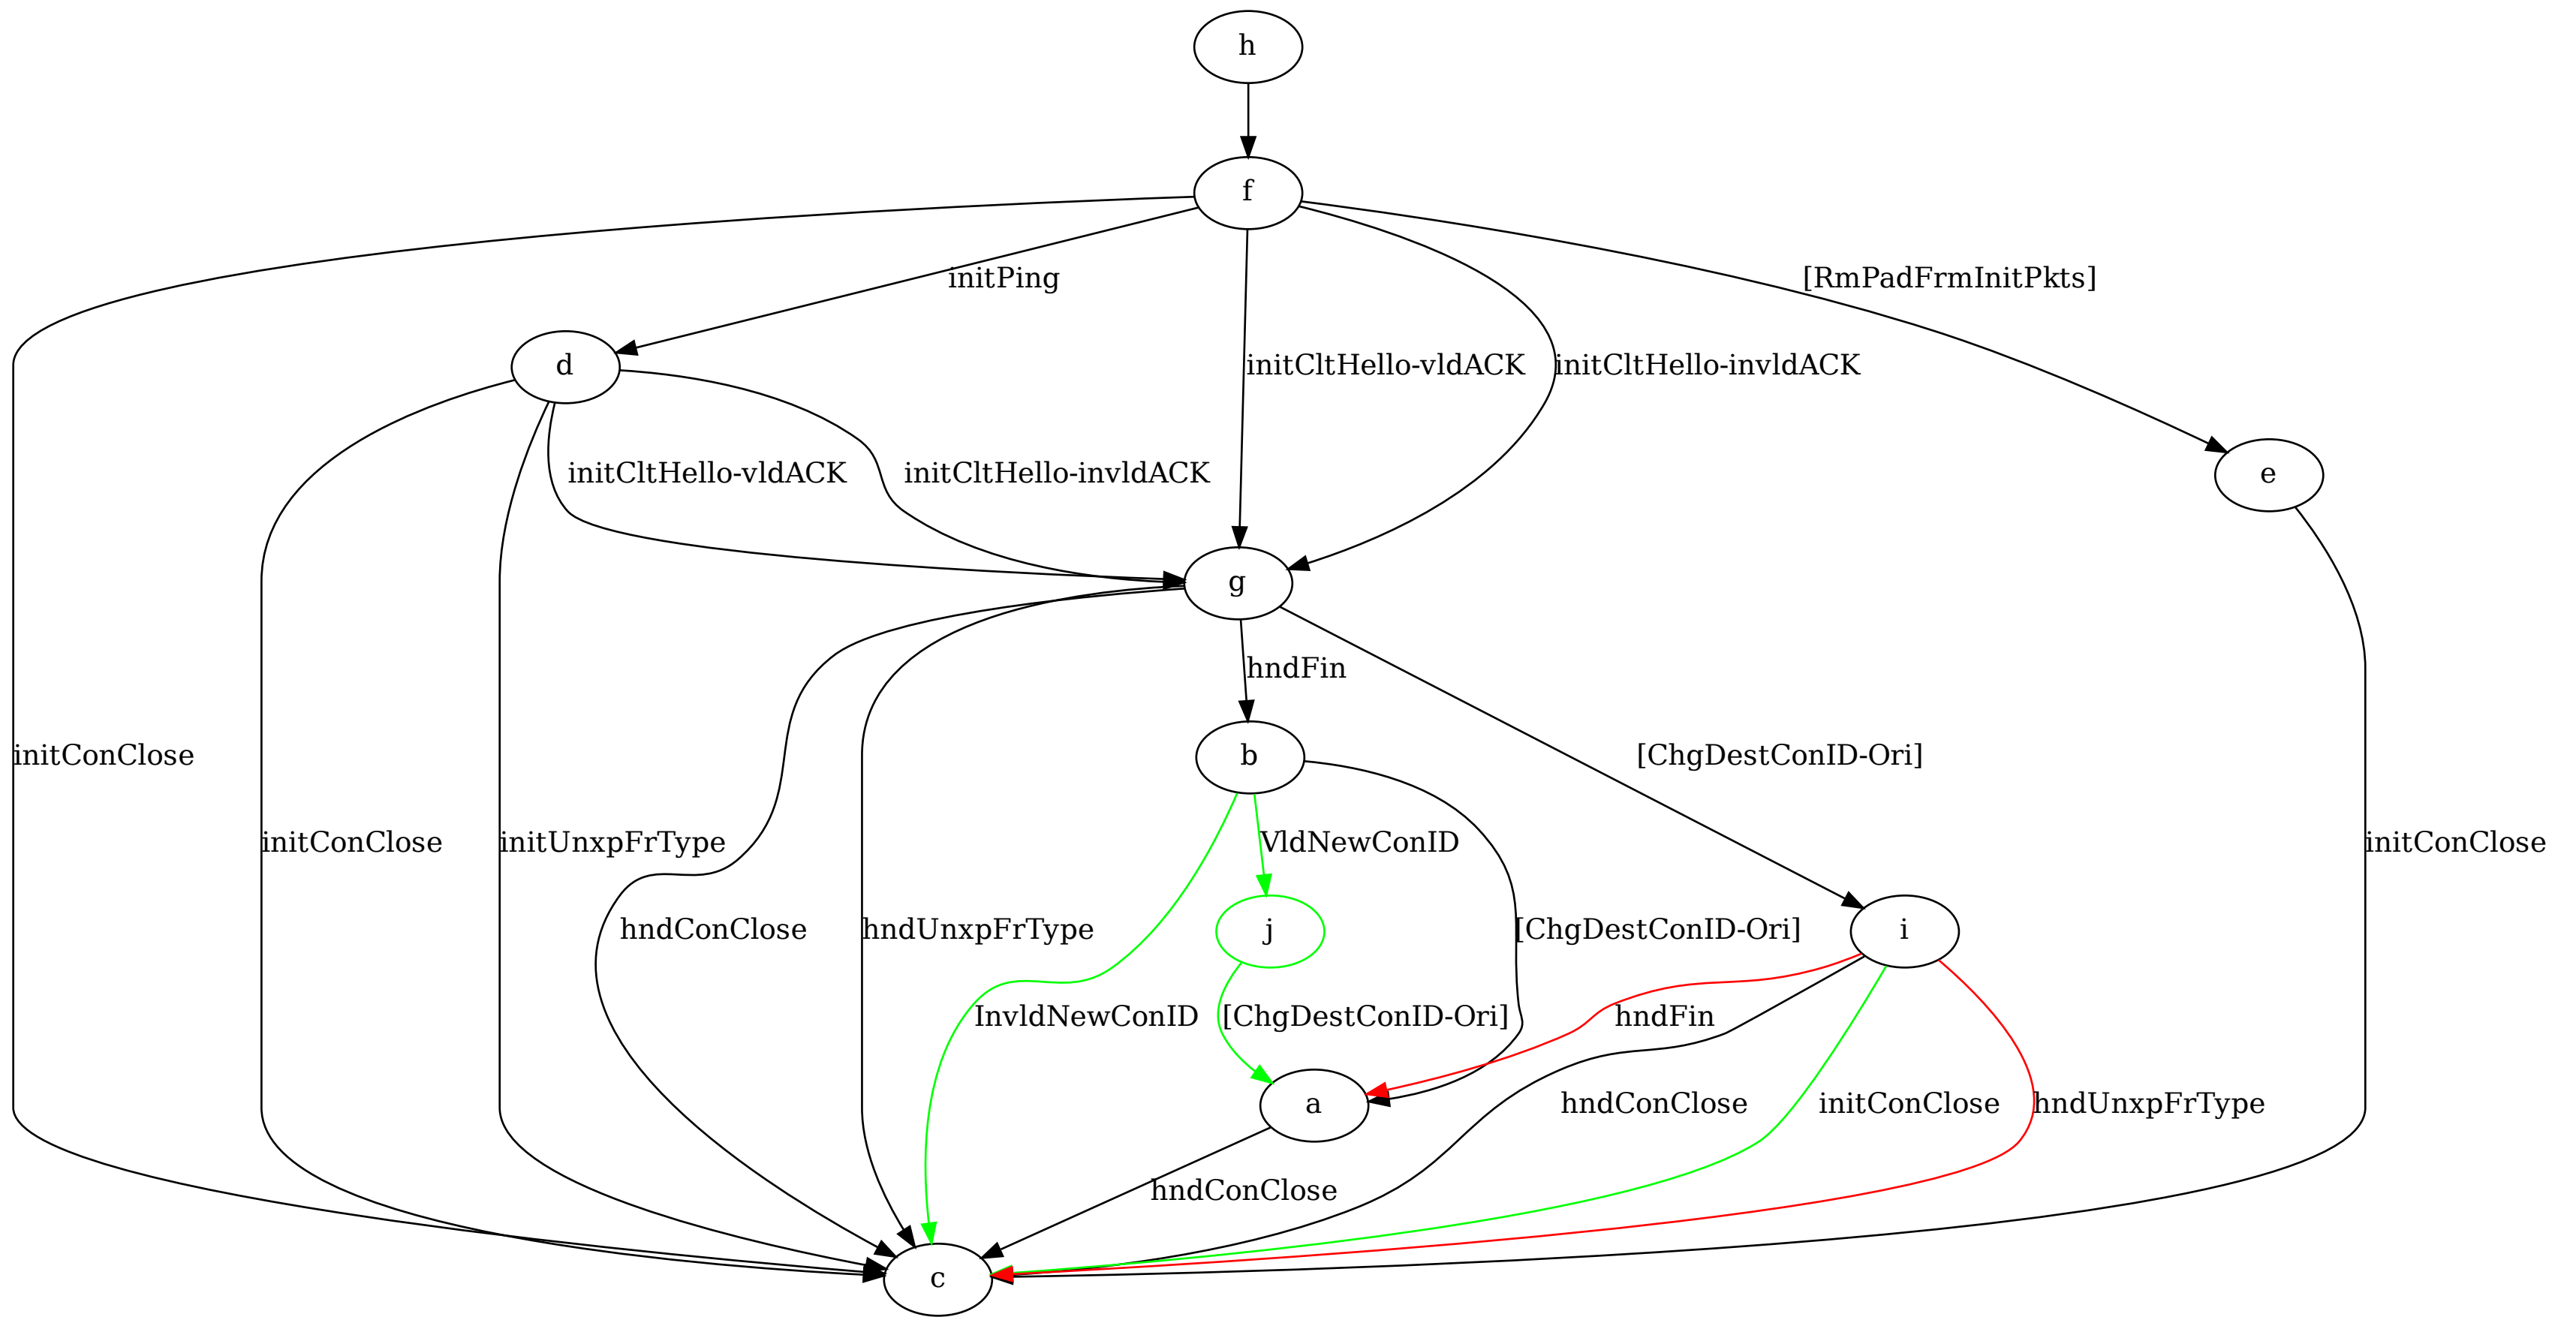 h
f
initPing
[RmPadFrmInitPkts]
d
initCltHello-vldACK
initCltHello-invldACK
initCltHello-vldACK
initCltHello-invldACK
e
g
hndFin
initConClose
b
[ChgDestConID-Ori]
initConClose
initUnxpFrType
VldNewConID
initConClose
hndConClose
hndUnxpFrType
j
[ChgDestConID-Ori]
i
InvldNewConID
[ChgDestConID-Ori]
hndFin
a
hndConClose
initConClose
hndUnxpFrType
hndConClose
c